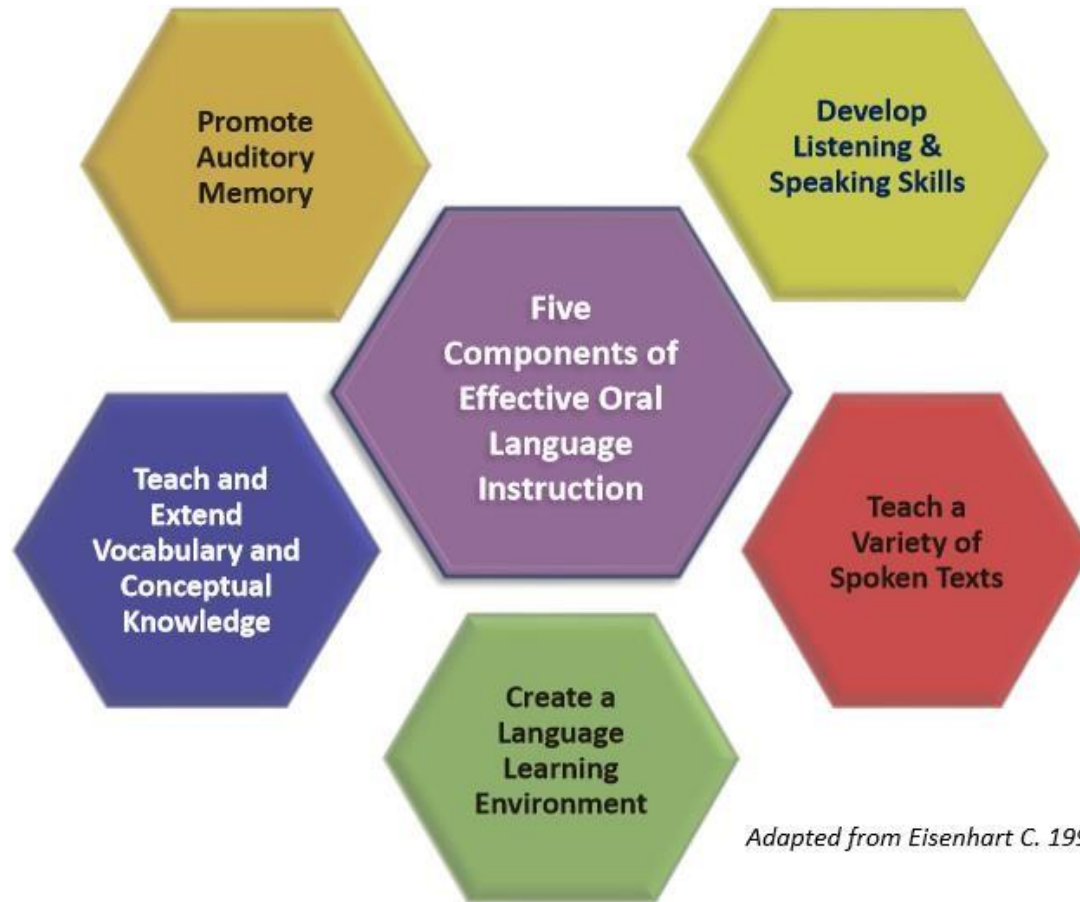 Promote
Auditory
Memory
Develop
Listening &
Speaking Skills
Five
Components of
Effective Oral
Language
Instruction
Teach and
Extend
Vocabulary and
Conceptual
Knowledge
Teach a
Variety of
Spoken Texts
Create a
Language
Learning
Environment
Adapted from Eisenhart C.